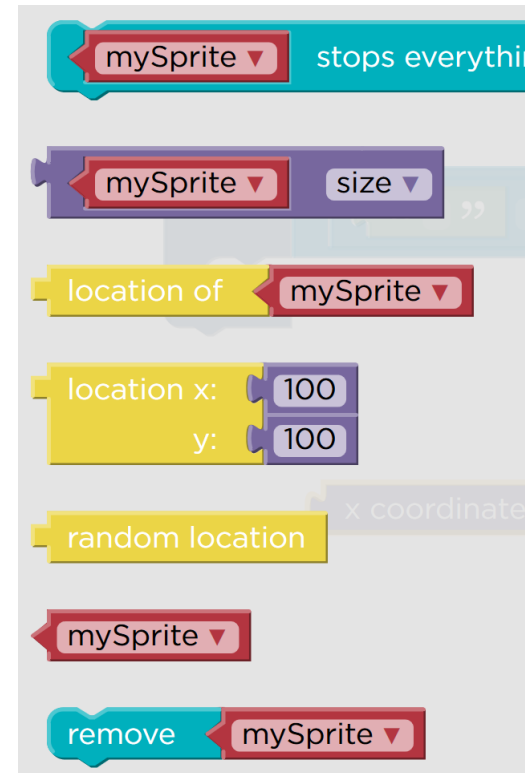 mySprite ▼ stops everythi
mySprite ▼ size ▼
”
location of mySprite ▼
location x: 100
y: 100
x coordinate
random location
mySprite ▼
remove mySprite ▼